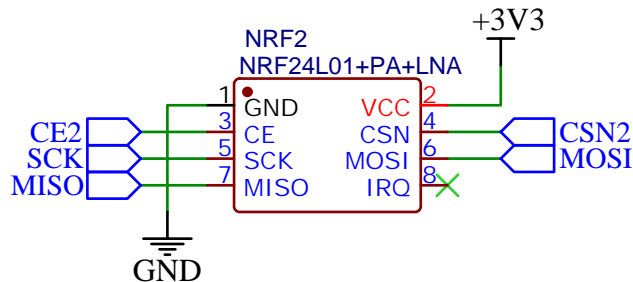 +3V3
NRF2
NRF24L01+PA+LNA
1 GND VCC 2
CE2 3 CE CSN 4 CSN2
SCK 5 SCK MOSI 6 MOSI
MISO 7 MISO IRQ 8
GND